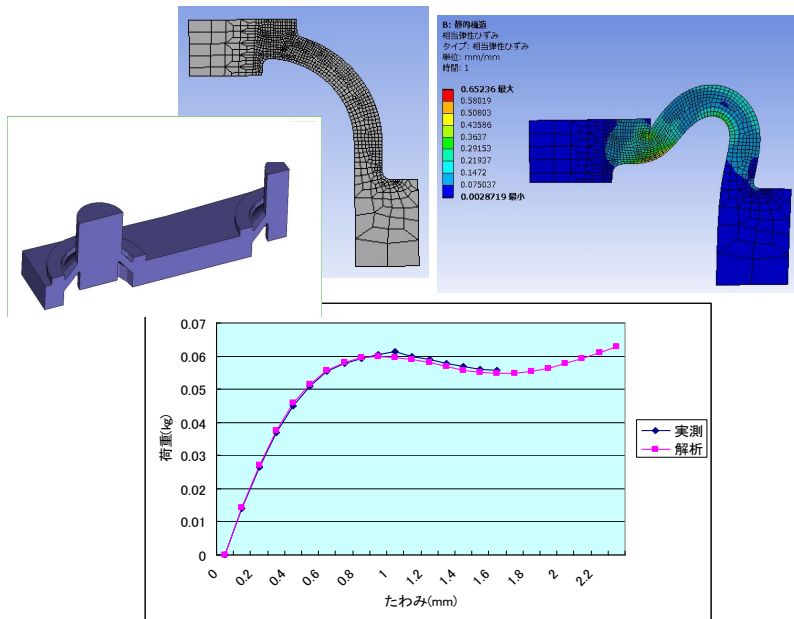 B: 静的構造
相当弾性ひずみ
タイプ: 相当弾性ひずみ
単位: mm/mm
時間: 1
0.65236 最大
0.58019
0.50803
0.43586
0.3637
0.29153
0.21937
0.1472
0.075037
0.0028719 最小
0.07
0.06
0.05
0.04
0.03
0.02
0.01
0
荷重(kg)
0 0.2 0.4 0.6 0.8 1 1.2 1.4 1.6 1.8 2 2.2
たわみ(mm)
実測
解析